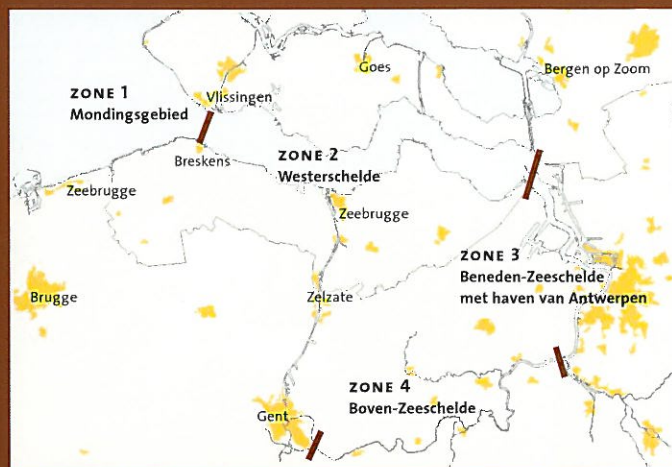 Goes
Bergen op Zoom
ZONE 1
Mondingsgebied
Vlissingen
Breskens
ZONE 2
Westerschelde
Zeebrugge
Zeebrugge
ZONE 3
Beneden-Zeeschelde
met haven van Antwerpen
Brugge
Zelzate
ZONE 4
Boven-Zeeschelde
Gent